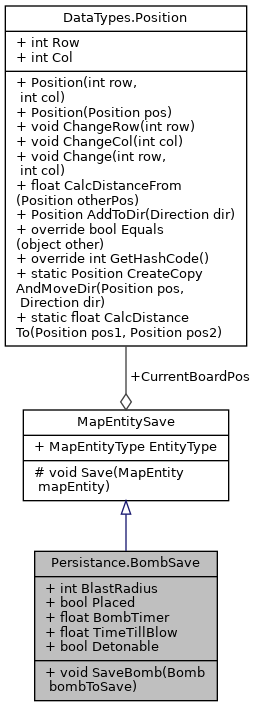 DataTypes.Position
+ int Row
+ int Col
+ Position(int row,
int col)
+ Position(Position pos)
+ void ChangeRow(int row)
+ void ChangeCol(int col)
+ void Change(int row,
int col)
+ float CalcDistanceFrom
(Position otherPos)
+ Position AddToDir(Direction dir)
+ override bool Equals
(object other)
+ override int GetHashCode()
+ static Position CreateCopy
AndMoveDir(Position pos,
Direction dir)
+ static float CalcDistance
To(Position pos1, Position pos2)
+CurrentBoardPos
MapEntitySave
+ MapEntityType EntityType
# void Save(MapEntity
mapEntity)
Persistance.BombSave
+ int BlastRadius
+ bool Placed
+ float BombTimer
+ float TimeTillBlow
+ bool Detonable
+ void SaveBomb(Bomb
bombToSave)